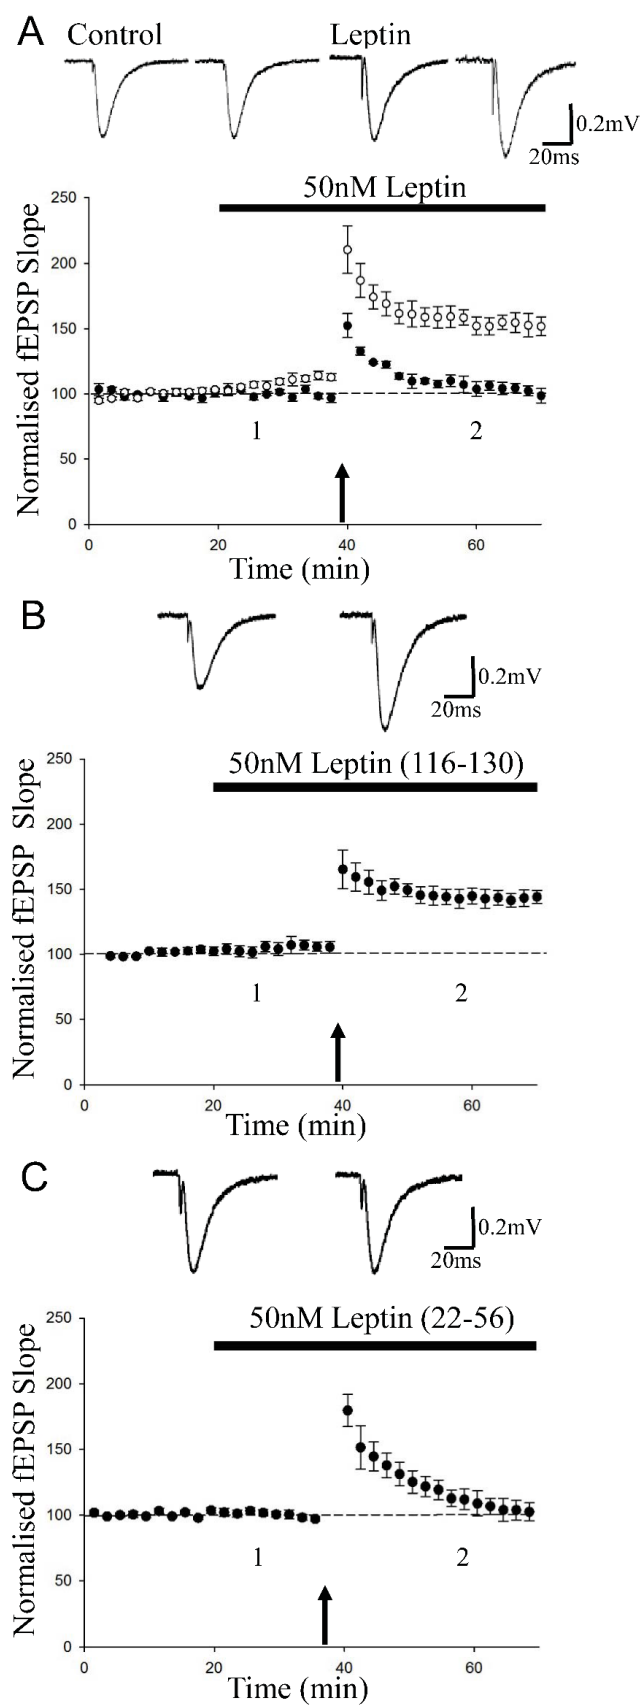 A
Control Leptin
0.2mV
20ms
50nM Leptin
Normalised fEPSP Slope
250
200
150
100
50
0
1 2
0 20 40 60
Time (min)
B
0.2mV
20ms
50nM Leptin (116-130)
Normalised fEPSP Slope
250
200
150
100
50
0
1 2
0 20 40 60
Time (min)
C
0.2mV
20ms
50nM Leptin (22-56)
Normalised fEPSP Slope
250
200
150
100
50
0
1 2
0 20 40 60
Time (min)